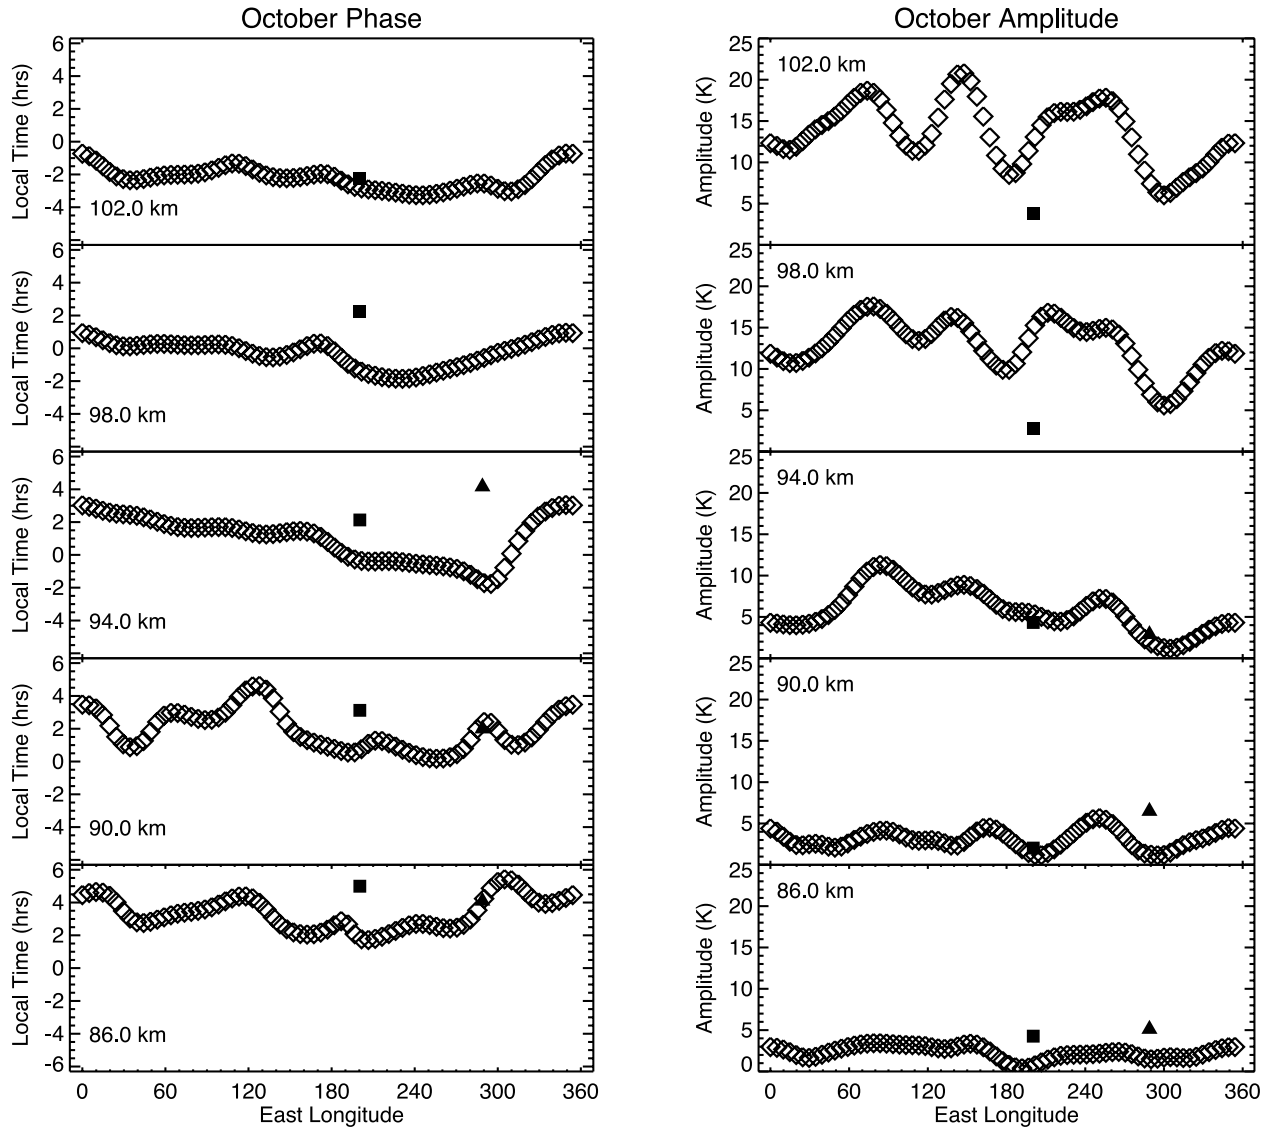 October Phase
6
4
2
0
-2
-4
Local Time (hrs)
102.0 km
6
4
2
0
-2
-4
Local Time (hrs)
98.0 km
6
4
2
0
-2
-4
Local Time (hrs)
94.0 km
6
4
2
0
-2
-4
Local Time (hrs)
90.0 km
6
4
2
0
-2
-4
-6
Local Time (hrs)
86.0 km
0 60 120 180 240 300 360
East Longitude
October Amplitude
25
20
15
10
5
Amplitude (K)
102.0 km
25
20
15
10
5
Amplitude (K)
98.0 km
25
20
15
10
5
Amplitude (K)
94.0 km
25
20
15
10
5
Amplitude (K)
90.0 km
25
20
15
10
5
0
Amplitude (K)
86.0 km
0 60 120 180 240 300 360
East Longitude